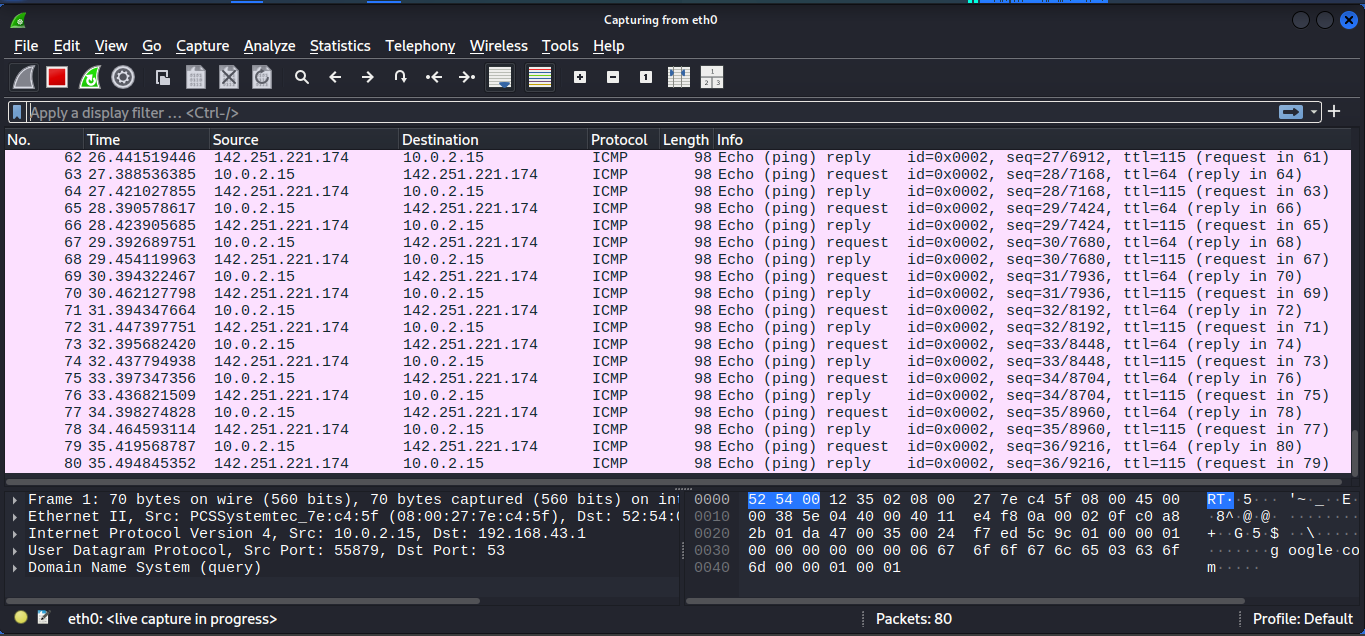 Capturing from eth0
File Edit View Go Capture Analyze Statistics Telephony Wireless Tools Help
Apply a display filter ... <Ctrl-/>
No. Time Source Destination Protocol Length Info
62 26.441519446 142.251.221.174 10.0.2.15 ICMP 98 Echo (ping) reply id=0x0002, seq=27/6912, ttl=115 (request in 61)
63 27.388536385 10.0.2.15 142.251.221.174 ICMP 98 Echo (ping) request id=0x0002, seq=28/7168, ttl=64 (reply in 64)
64 27.421027855 142.251.221.174 10.0.2.15 ICMP 98 Echo (ping) reply id=0x0002, seq=28/7168, ttl=115 (request in 63)
65 28.390578617 10.0.2.15 142.251.221.174 ICMP 98 Echo (ping) request id=0x0002, seq=29/7424, ttl=64 (reply in 66)
66 28.423905685 142.251.221.174 10.0.2.15 ICMP 98 Echo (ping) reply id=0x0002, seq=29/7424, ttl=115 (request in 65)
67 29.392689751 10.0.2.15 142.251.221.174 ICMP 98 Echo (ping) request id=0x0002, seq=30/7680, ttl=64 (reply in 68)
68 29.454119963 142.251.221.174 10.0.2.15 ICMP 98 Echo (ping) reply id=0x0002, seq=30/7680, ttl=115 (request in 67)
69 30.394322467 10.0.2.15 142.251.221.174 ICMP 98 Echo (ping) request id=0x0002, seq=31/7936, ttl=64 (reply in 70)
70 30.462127798 142.251.221.174 10.0.2.15 ICMP 98 Echo (ping) reply id=0x0002, seq=31/7936, ttl=115 (request in 69)
71 31.394347664 10.0.2.15 142.251.221.174 ICMP 98 Echo (ping) request id=0x0002, seq=32/8192, ttl=64 (reply in 72)
72 31.447397751 142.251.221.174 10.0.2.15 ICMP 98 Echo (ping) reply id=0x0002, seq=32/8192, ttl=115 (request in 71)
73 32.395682420 10.0.2.15 142.251.221.174 ICMP 98 Echo (ping) request id=0x0002, seq=33/8448, ttl=64 (reply in 74)
74 32.437794938 142.251.221.174 10.0.2.15 ICMP 98 Echo (ping) reply id=0x0002, seq=33/8448, ttl=115 (request in 73)
75 33.397347356 10.0.2.15 142.251.221.174 ICMP 98 Echo (ping) request id=0x0002, seq=34/8704, ttl=64 (reply in 76)
76 33.436821509 142.251.221.174 10.0.2.15 ICMP 98 Echo (ping) reply id=0x0002, seq=34/8704, ttl=115 (request in 75)
77 34.398274828 10.0.2.15 142.251.221.174 ICMP 98 Echo (ping) request id=0x0002, seq=35/8960, ttl=64 (reply in 78)
78 34.464593114 142.251.221.174 10.0.2.15 ICMP 98 Echo (ping) reply id=0x0002, seq=35/8960, ttl=115 (request in 77)
79 35.419568787 10.0.2.15 142.251.221.174 ICMP 98 Echo (ping) request id=0x0002, seq=36/9216, ttl=64 (reply in 80)
80 35.494845352 142.251.221.174 10.0.2.15 ICMP 98 Echo (ping) reply id=0x0002, seq=36/9216, ttl=115 (request in 79)
Frame 1: 70 bytes on wire (560 bits), 70 bytes captured (560 bits) on in
Ethernet II, Src: PCSSystemtec_7e:c4:5f (08:00:27:7e:c4:5f), Dst: 52:54:0
Internet Protocol Version 4, Src: 10.0.2.15, Dst: 192.168.43.1
User Datagram Protocol, Src Port: 55879, Dst Port: 53
Domain Name System (query)
0000 52 54 00 12 35 02 08 00 27 7e c4 5f 08 00 45 00 RT··5··· '~·_··E·
0010 00 38 5e 04 40 00 40 11 e4 f8 0a 00 02 0f c0 a8 ·8^·@·@· ········
0020 2b 01 da 47 00 35 00 24 f7 ed 5c 9c 01 00 00 01 +··G·5·$ ··\·····
0030 00 00 00 00 00 00 06 67 6f 6f 67 6c 65 03 63 6f ·······g oogle·co
0040 6d 00 00 01 00 01 m·····
eth0: <live capture in progress> Packets: 80 Profile: Default